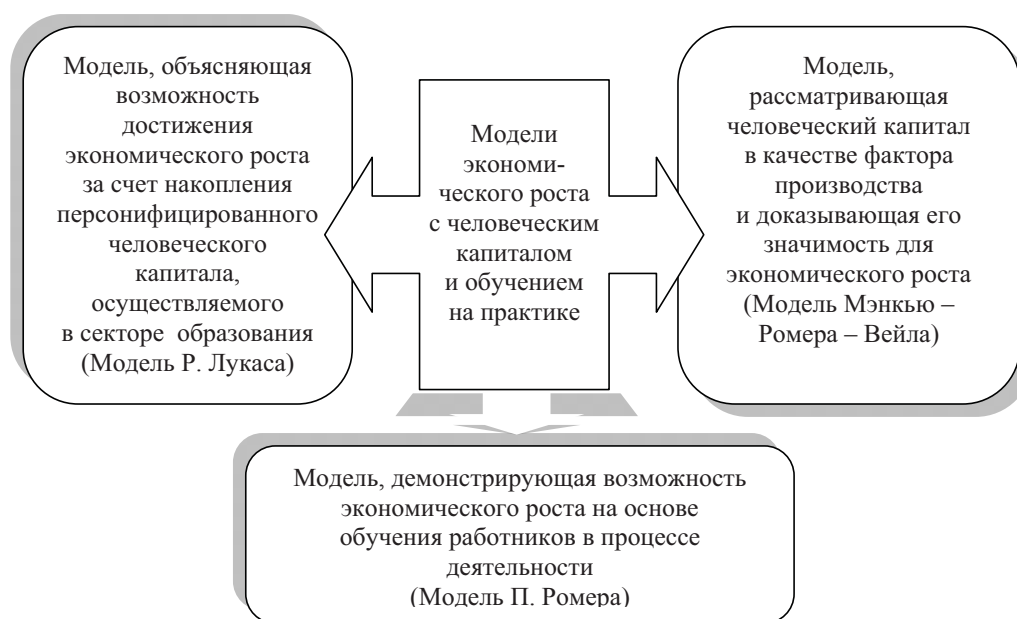 Модель, объясняющая
возможность
достижения
экономического роста
за счет накопления
персонифицированного
человеческого
капитала,
осуществляемого
в секторе образования
(Модель Р. Лукаса)
Модели
экономи-
ческого роста
с человеческим
капиталом
и обучением
на практике
Модель,
рассматривающая
человеческий капитал
в качестве фактора
производства
и доказывающая его
значимость для
экономического роста
(Модель Мэнкью –
Ромера – Вейла)
Модель, демонстрирующая возможность
экономического роста на основе
обучения работников в процессе
деятельности
(Модель П. Ромера)